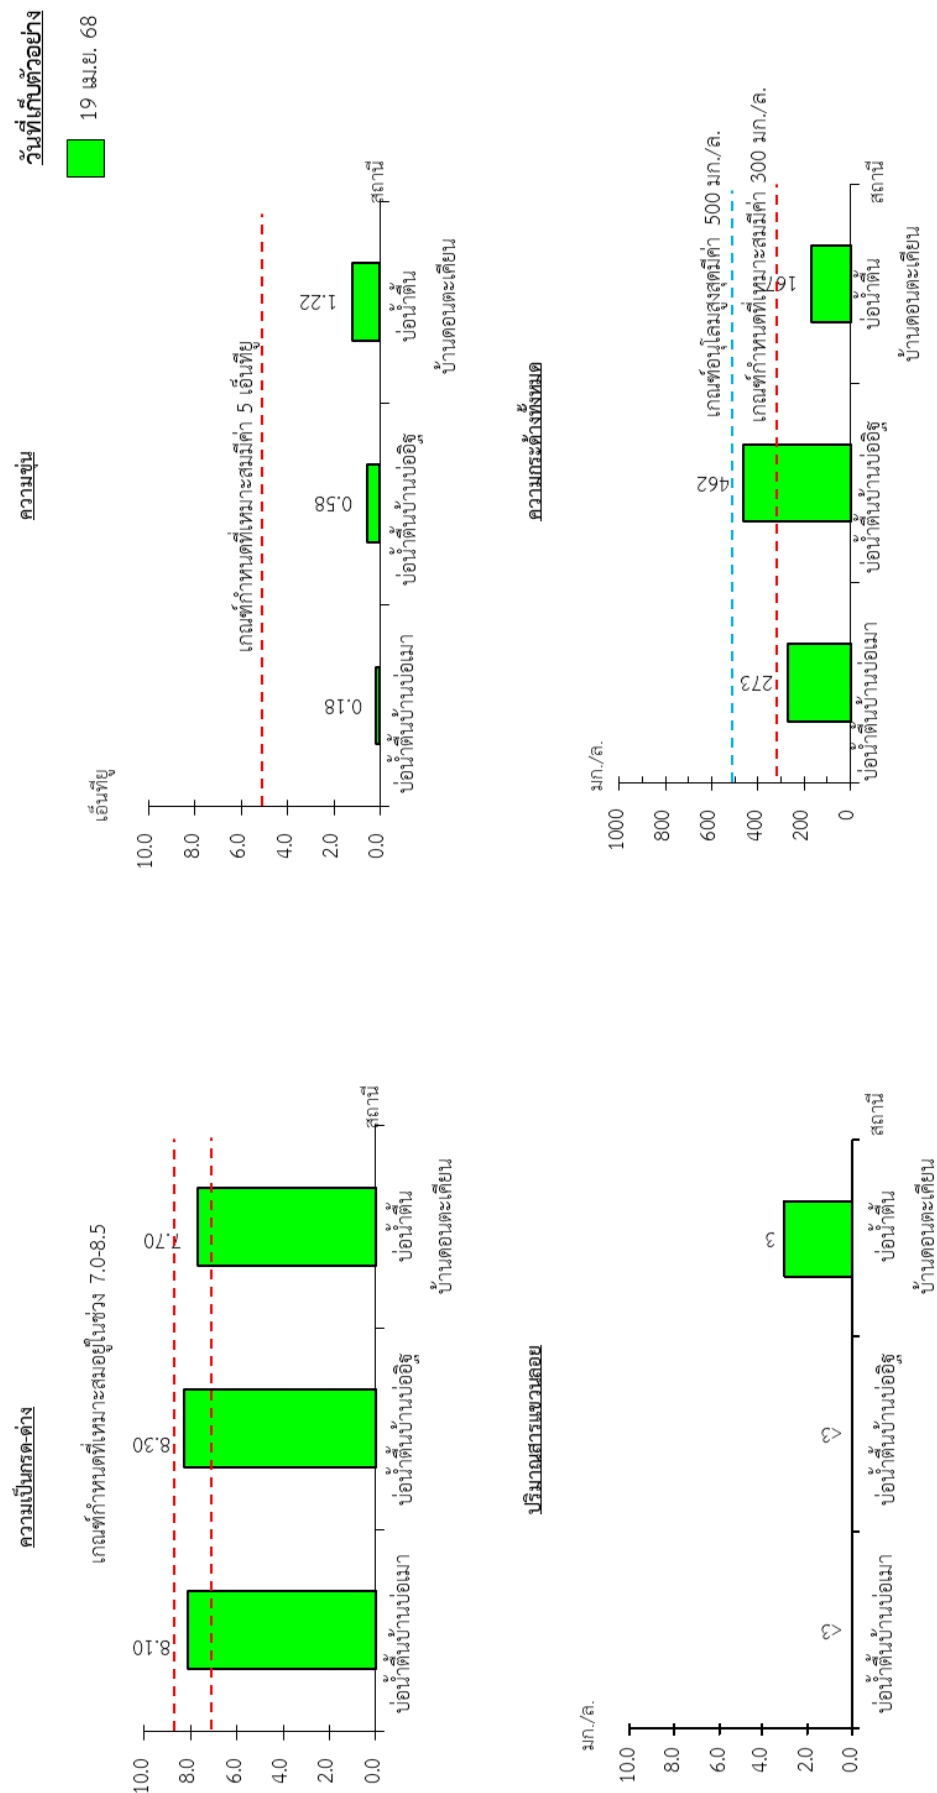 วันที่เก็บตัวอย่าง
19 เม.ย. 68
ความเป็นกรด-ด่าง
เกณฑ์กำหนดที่เหมาะสมอยู่ในช่วง 7.0-8.5
10.0
8.0
6.0
4.0
2.0
0.0
8.10
8.30
7.70
สถานี
บ่อน้ำตื้นบ้านบ่อเมา
บ่อน้ำตื้นบ้านบ่ออิฐ
บ่อน้ำตื้น
บ้านดอนตะเคียน
ความขุ่น
เอ็นทียู
เกณฑ์กำหนดที่เหมาะสมมีค่า 5 เอ็นทียู
10.0
8.0
6.0
4.0
2.0
0.0
0.18
0.58
1.22
สถานี
บ่อน้ำตื้นบ้านบ่อเมา
บ่อน้ำตื้นบ้านบ่ออิฐ
บ่อน้ำตื้น
บ้านดอนตะเคียน
ปริมาณสารแขวนลอย
มก./ล.
10.0
8.0
6.0
4.0
2.0
0.0
<3
<3
3
สถานี
บ่อน้ำตื้นบ้านบ่อเมา
บ่อน้ำตื้นบ้านบ่ออิฐ
บ่อน้ำตื้น
บ้านดอนตะเคียน
ความกระด้างทั้งหมด
มก./ล.
เกณฑ์อนุโลมสูงสุดมีค่า 500 มก./ล.
เกณฑ์กำหนดที่เหมาะสมมีค่า 300 มก./ล.
1000
800
600
400
200
0
273
462
167
สถานี
บ่อน้ำตื้นบ้านบ่อเมา
บ่อน้ำตื้นบ้านบ่ออิฐ
บ่อน้ำตื้น
บ้านดอนตะเคียน